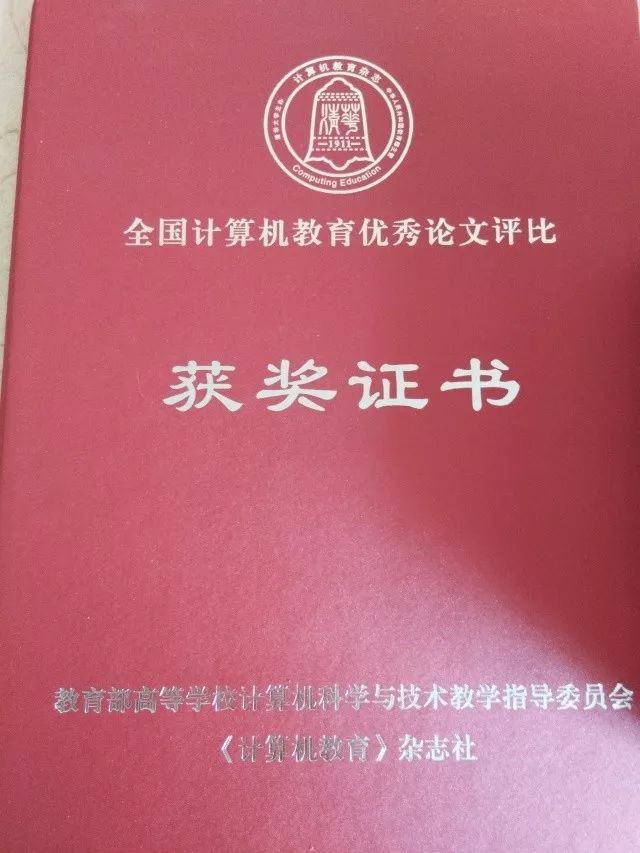 计算机教育杂志
清华
1911
Computing Education
全国计算机教育优秀论文评比
获奖证书
教育部高等学校计算机科学与技术教学指导委员会
《计算机教育》杂志社